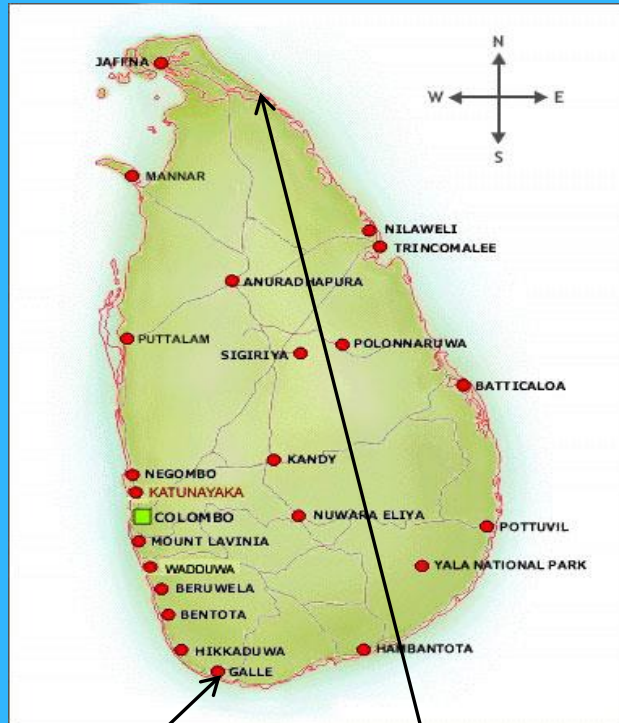 N
JAFFNA
W E
S
MANNAR
NILAWELI
TRINCOMALEE
ANURADHAPURA
PUTTALAM
POLONNARUWA
SIGIRIYA
BATTICALOA
KANDY
NEGOMBO
KATUNAYAKA
COLOMBO
NUWARA ELIYA
POTTUVIL
MOUNT LAVINIA
WADDUWA
YALA NATIONAL PARK
BERUWELA
BENTOTA
HIKKADUWA
HAMBANTOTA
GALLE